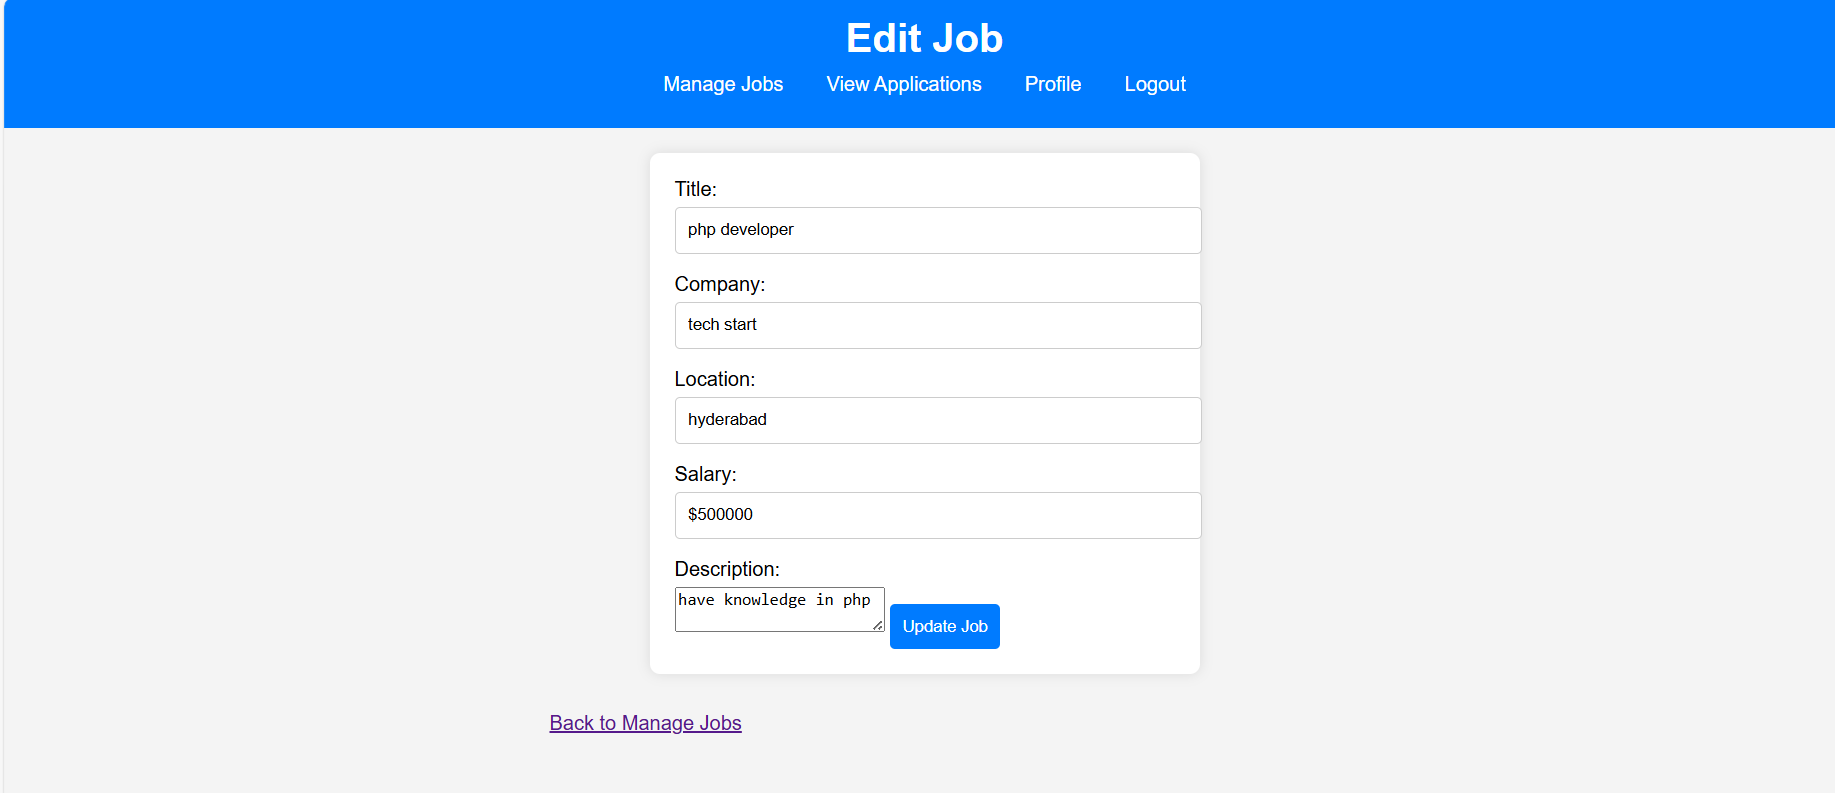 Edit Job
Manage Jobs View Applications Profile Logout
Title:
php developer
Company:
tech start
Location:
hyderabad
Salary:
$500000
Description:
have knowledge in php
Update Job
Back to Manage Jobs